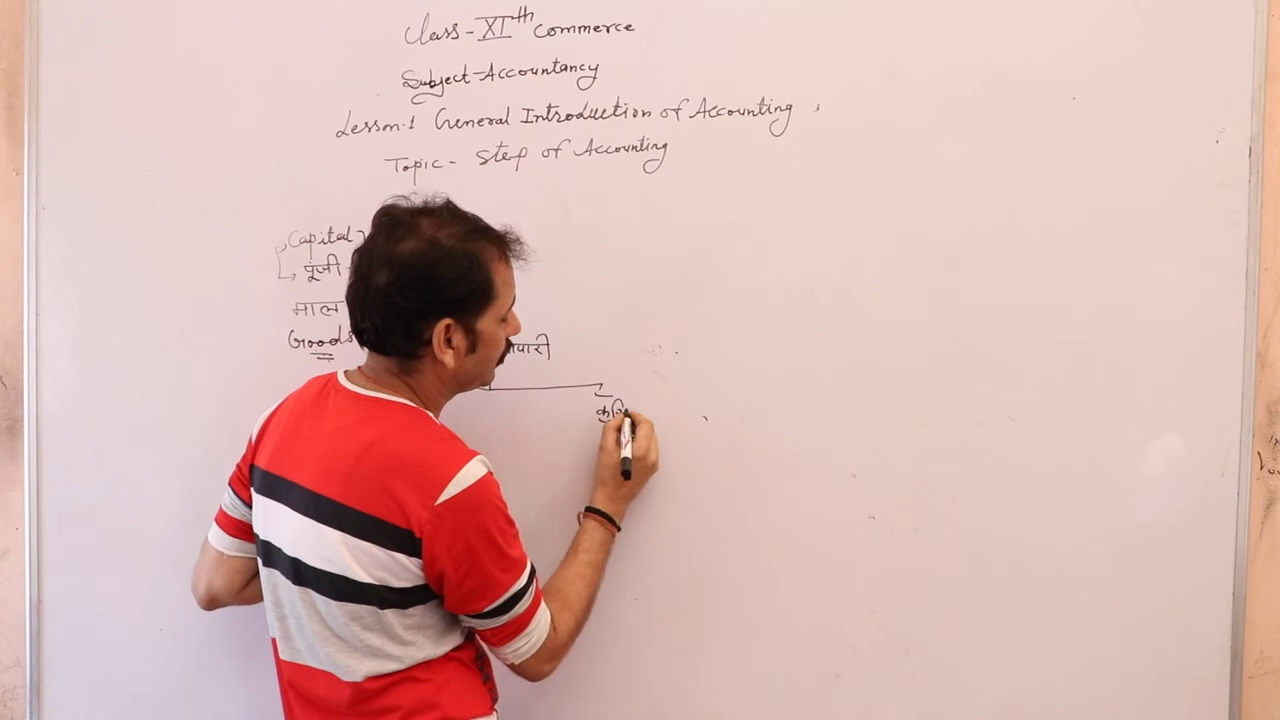 Class - XIth Commerce
Subject - Accountancy
Lesson-1 General Introduction of Accounting
Topic - Step of Accounting
Capital
पूंजी
माल
Goods